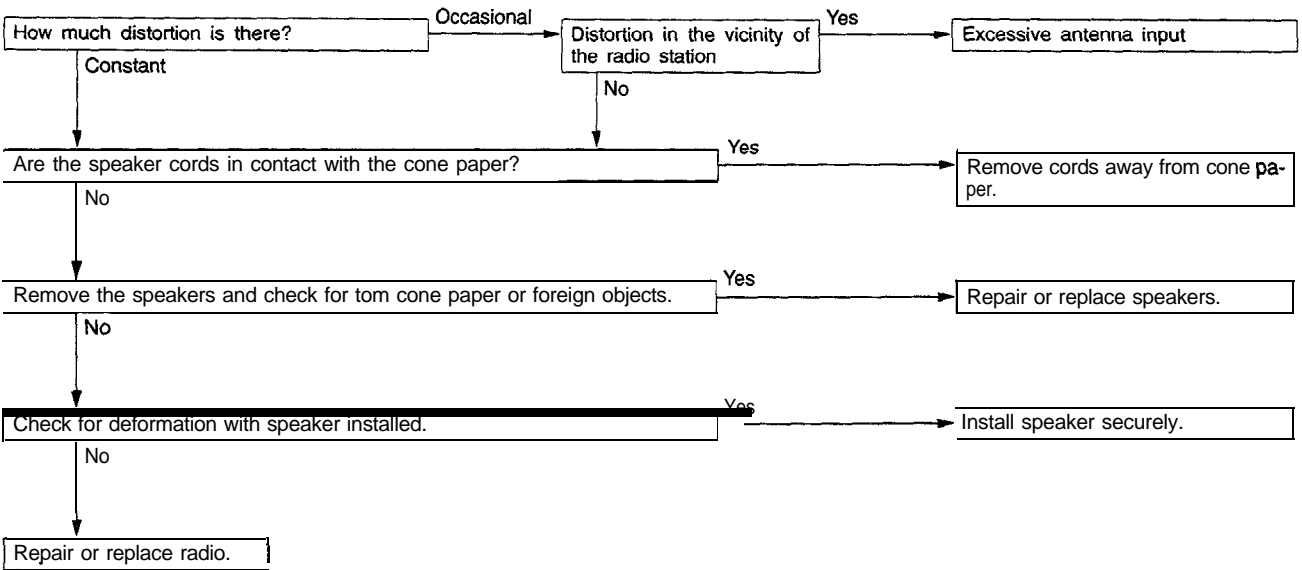 How much distortion is there?
Occasional
Distortion in the vicinity of
the radio station
Yes
Excessive antenna input
Constant
No
Are the speaker cords in contact with the cone paper?
Yes
Remove cords away from cone pa-
per.
No
Remove the speakers and check for tom cone paper or foreign objects.
Yes
Repair or replace speakers.
No
Check for deformation with speaker installed.
Yes
Install speaker securely.
No
Repair or replace radio.